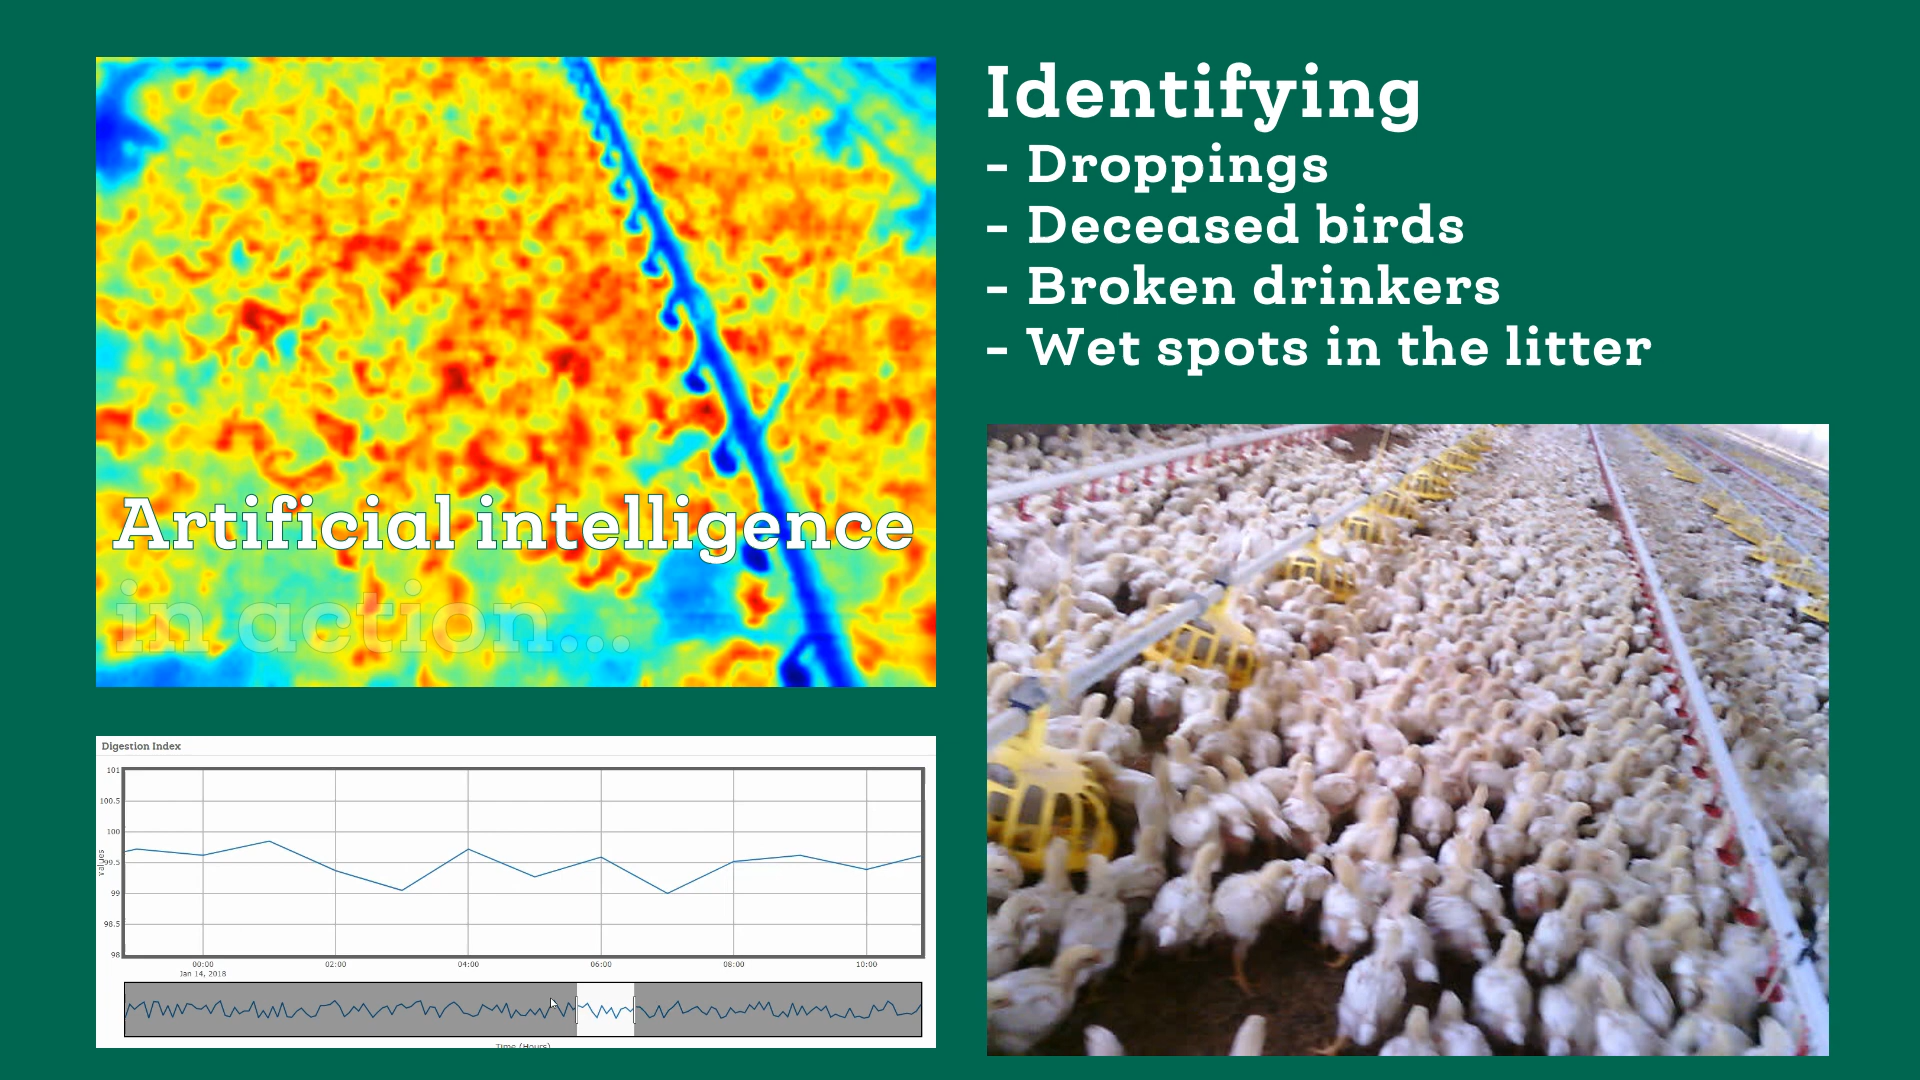 Artificial intelligence
in action...
Identifying
- Droppings
- Deceased birds
- Broken drinkers
- Wet spots in the litter
Digestion Index
101
100.5
100
99.5
99
98.5
98
Values
00:00
02:00
04:00
06:00
08:00
10:00
Jan 14, 2018
Time (Hours)